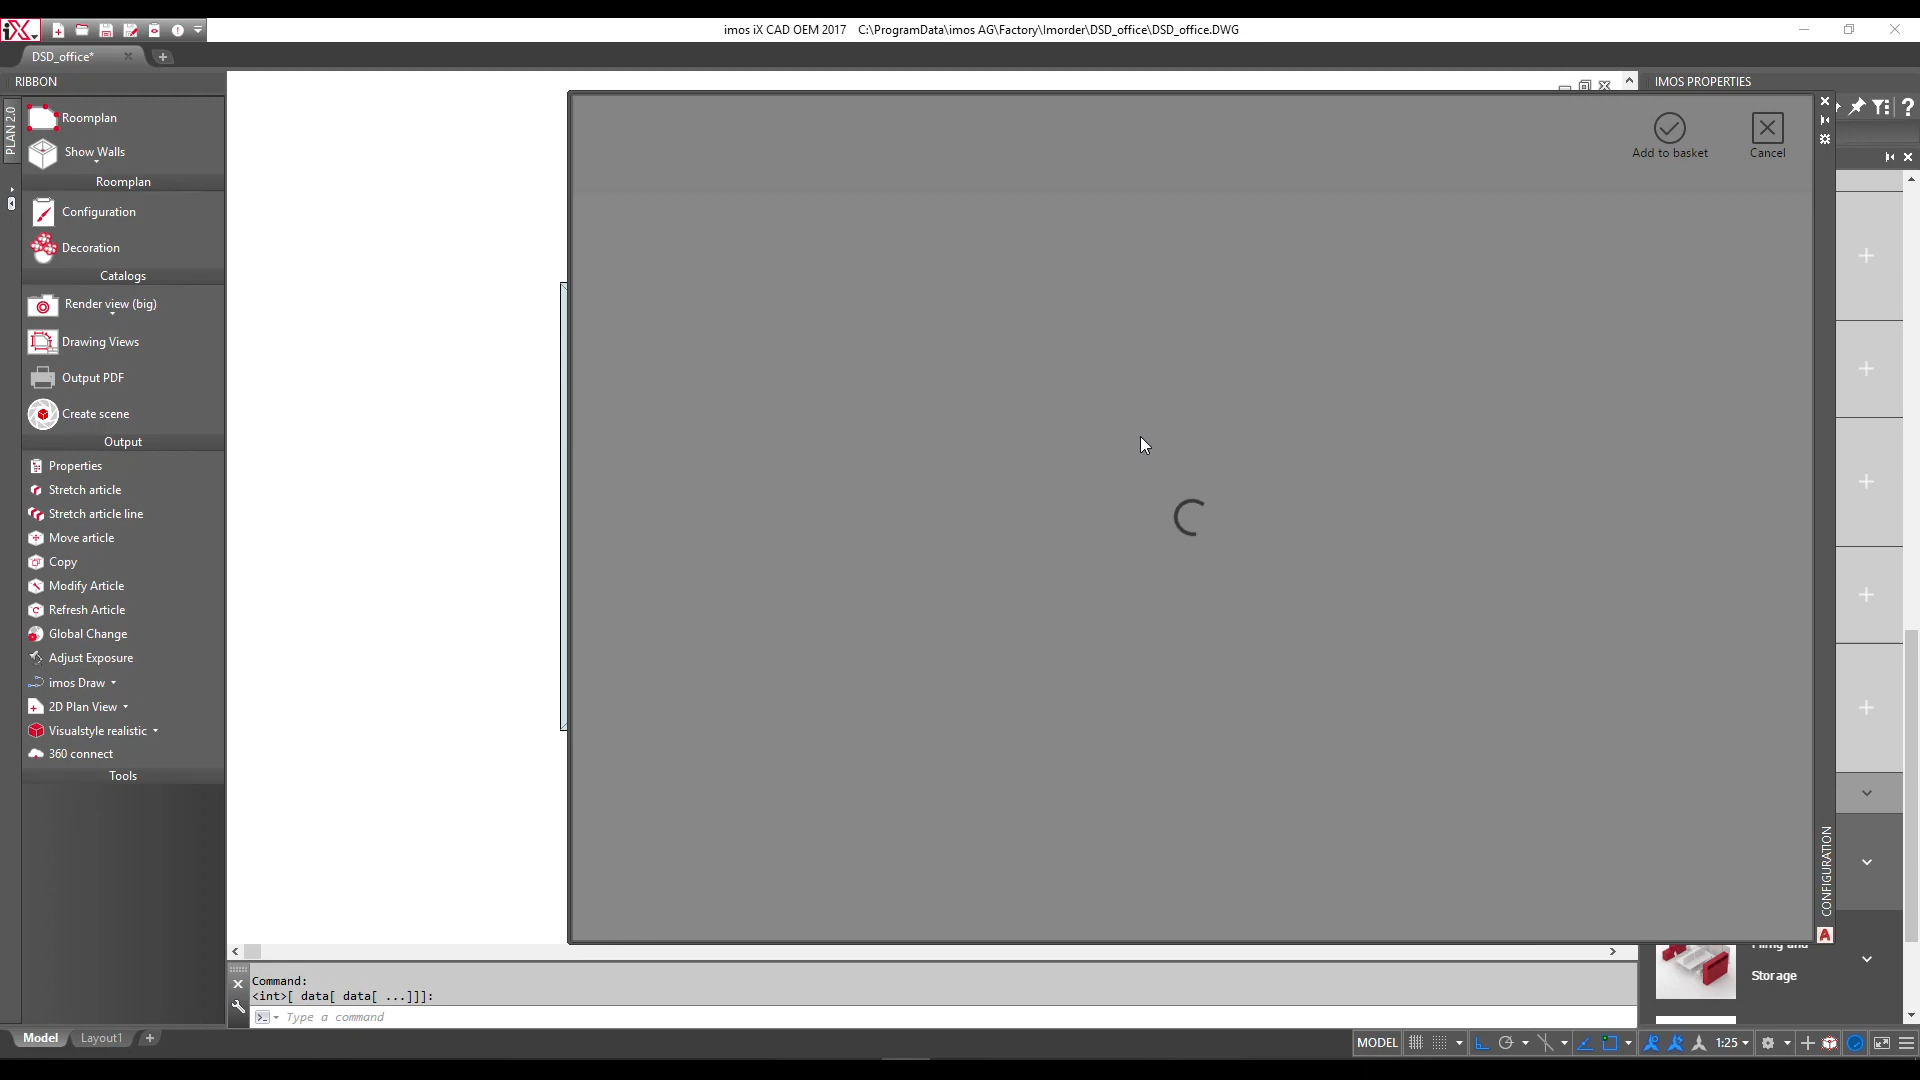 imos iX CAD OEM 2017 C:\ProgramData\imos AG\Factory\Imorder\DSD_office\DSD_office.DWG
DSD_office*
RIBBON
IMOS PROPERTIES
PLAN 2.0
Roomplan
Show Walls
Roomplan
Configuration
Decoration
Catalogs
Render view (big)
Drawing Views
Output PDF
Create scene
Output
Properties
Stretch article
Stretch article line
Move article
Copy
Modify Article
Refresh Article
Global Change
Adjust Exposure
imos Draw
2D Plan View
Visualstyle realistic
360 connect
Tools
Add to basket
Cancel
CONFIGURATION
Storage
Command:
<int>[ data[ data[ ...]]]:
Type a command
Model
Layout1
MODEL
1:25